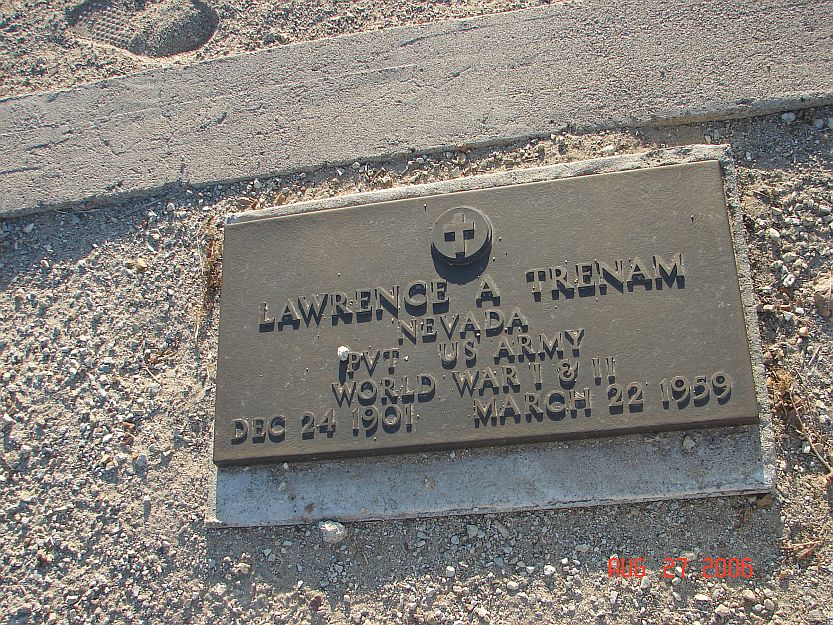 LAWRENCE A TRENAM
NEVADA
PVT US ARMY
WORLD WAR I & II
DEC 24 1901 MARCH 22 1959
AUG 27 2006